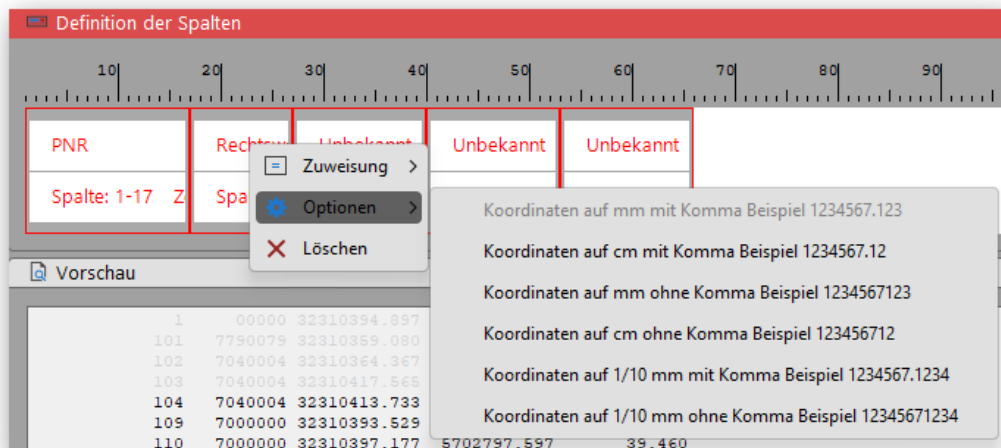 Definition der Spalten
10 20 30 40 50 60 70 80 90
PNR Rechtsw Unbekannt Unbekannt Unbekannt
Spalte: 1-17 Z Spa
Zuweisung
Optionen
Löschen
Koordinaten auf mm mit Komma Beispiel 1234567.123
Koordinaten auf cm mit Komma Beispiel 1234567.12
Koordinaten auf mm ohne Komma Beispiel 1234567123
Koordinaten auf cm ohne Komma Beispiel 123456712
Koordinaten auf 1/10 mm mit Komma Beispiel 1234567.1234
Koordinaten auf 1/10 mm ohne Komma Beispiel 12345671234
Vorschau
1 00000 32310394.897
101 7790079 32310359.080
102 7040004 32310364.367
103 7040004 32310417.565
104 7040004 32310413.733
109 7000000 32310393.529
110 7000000 32310397.177 5702797.597 39.460